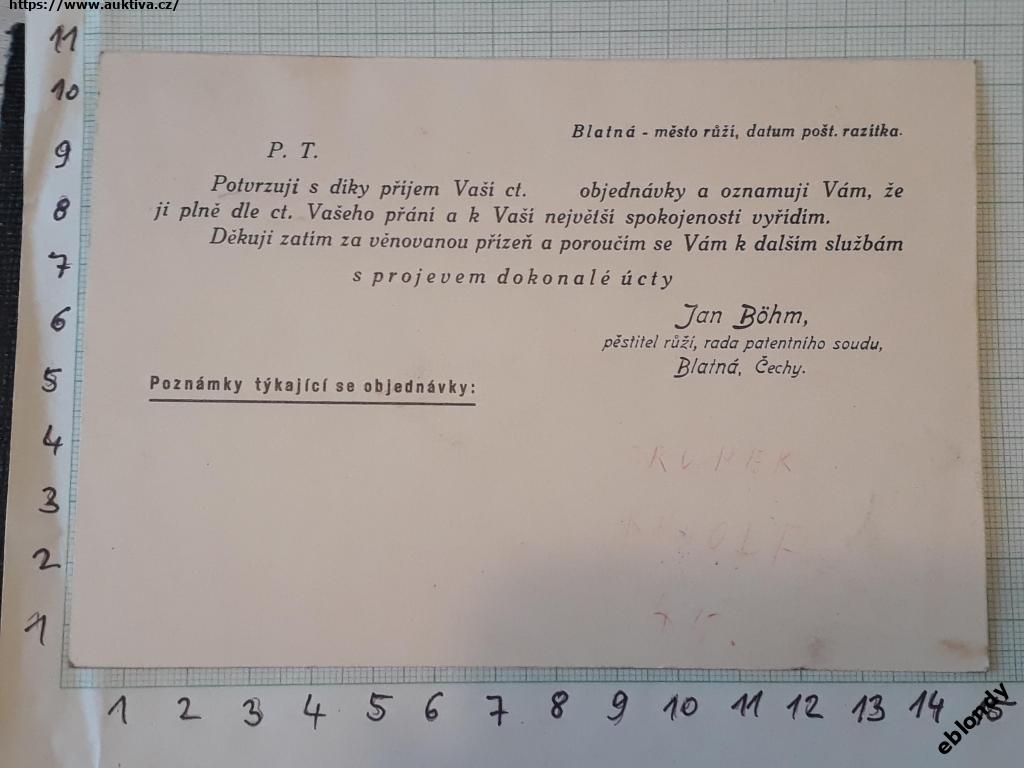 https://www.auktiva.cz/
Blatná - město růží, datum pošt. razítka.
P. T.
Potvrzuji s díky příjem Vaší ct. objednávky a oznamuji Vám, že
ji plně dle ct. Vašeho přání a k Vaší největší spokojenosti vyřídím.
Děkuji zatím za věnovanou přízeň a poroučím se Vám k dalším službám
s projevem dokonalé úcty
Jan Böhm,
pěstitel růží, rada patentního soudu,
Blatná, Čechy.
Poznámky týkající se objednávky:
11
10
9
8
7
6
5
4
3
2
1
1 2 3 4 5 6 7 8 9 10 11 12 13 14 15
eblondy